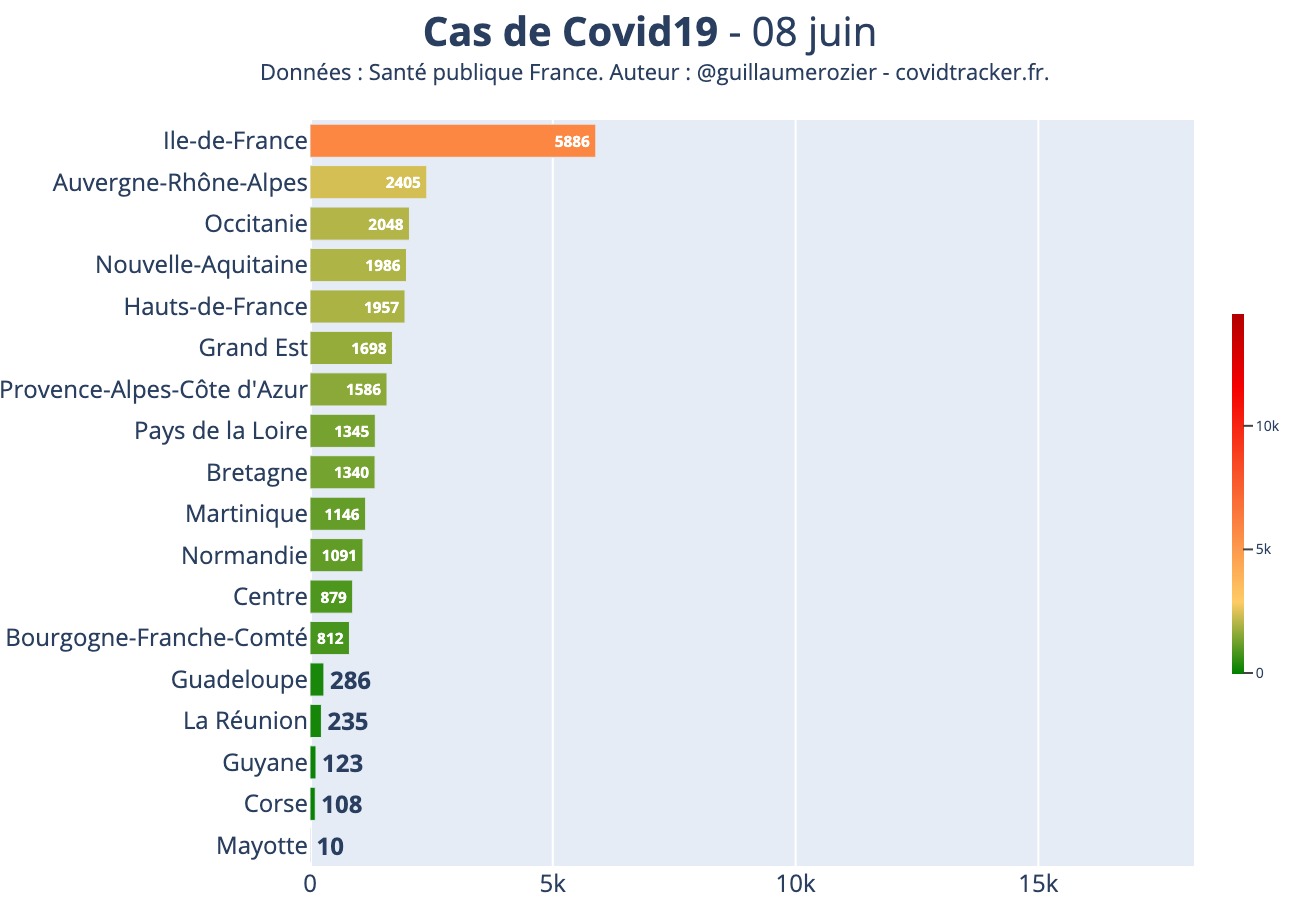 Cas de Covid19 - 08 juin
Données : Santé publique France. Auteur : @guillaumerozier - covidtracker.fr.
Ile-de-France 5886
Auvergne-Rhône-Alpes 2405
Occitanie 2048
Nouvelle-Aquitaine 1986
Hauts-de-France 1957
Grand Est 1698
Provence-Alpes-Côte d'Azur 1586
Pays de la Loire 1345
Bretagne 1340
Martinique 1146
Normandie 1091
Centre 879
Bourgogne-Franche-Comté 812
Guadeloupe 286
La Réunion 235
Guyane 123
Corse 108
Mayotte 10
0 5k 10k 15k
10k
5k
0